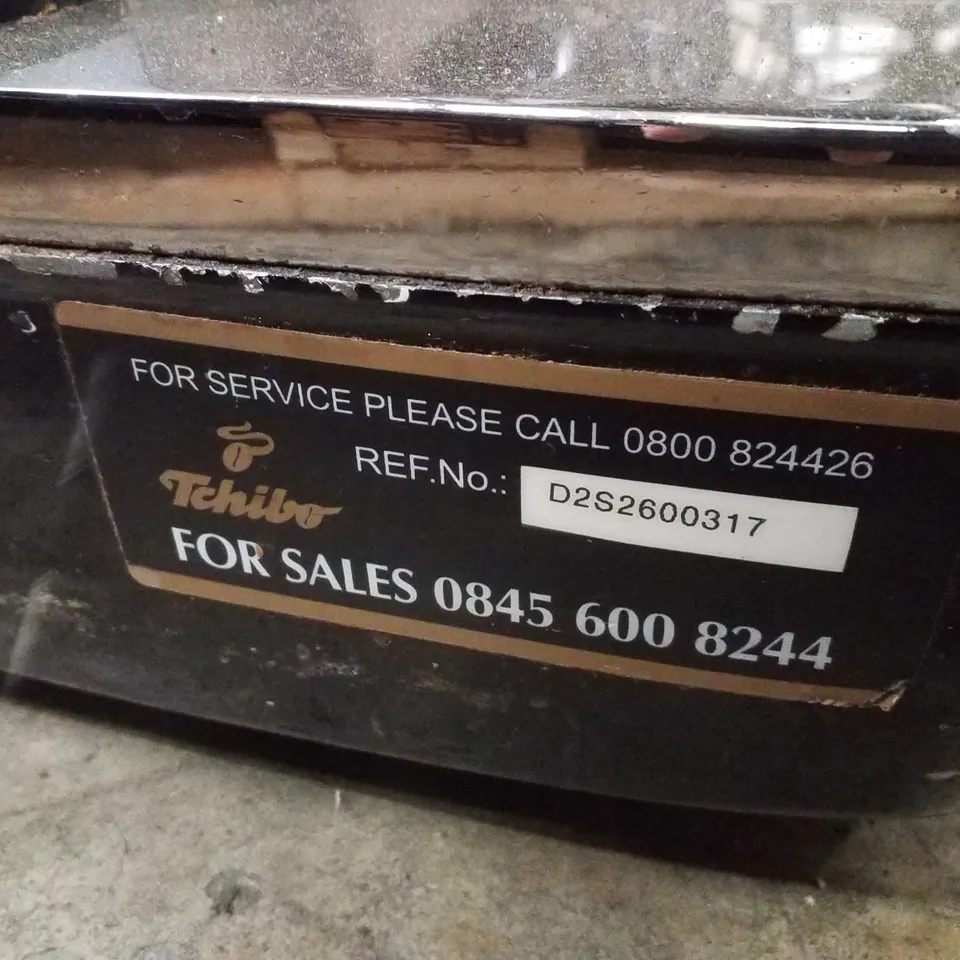 FOR SERVICE PLEASE CALL 0800 824426
REF.No.: D2S2600317
Tchibo
FOR SALES 0845 600 8244